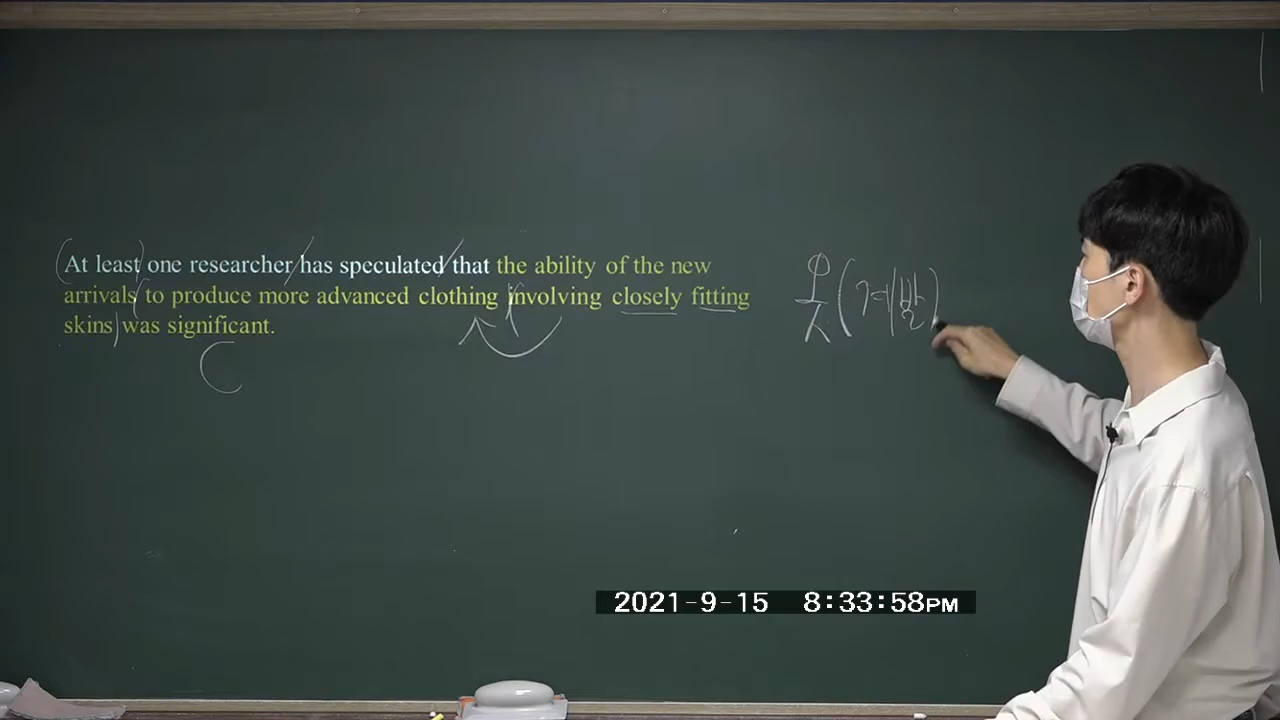 At least one researcher has speculated that the ability of the new
arrivals to produce more advanced clothing involving closely fitting
skins was significant.
옷(계발)
2021-9-15 8:33:58PM